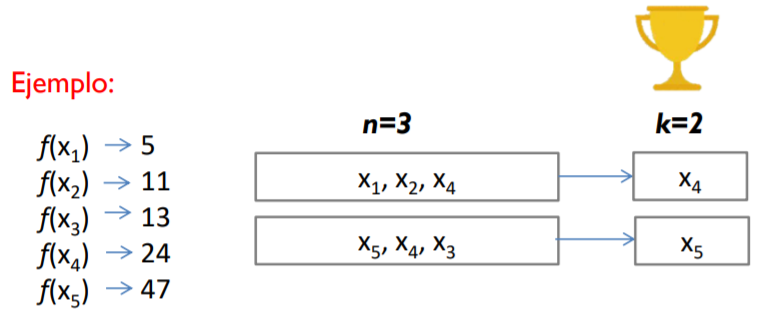 Ejemplo:
n=3
k=2
f(x₁) → 5
f(x₂) → 11
f(x₃) → 13
f(x₄) → 24
f(x₅) → 47
x₁, x₂, x₄
x₄
x₅, x₄, x₃
x₅